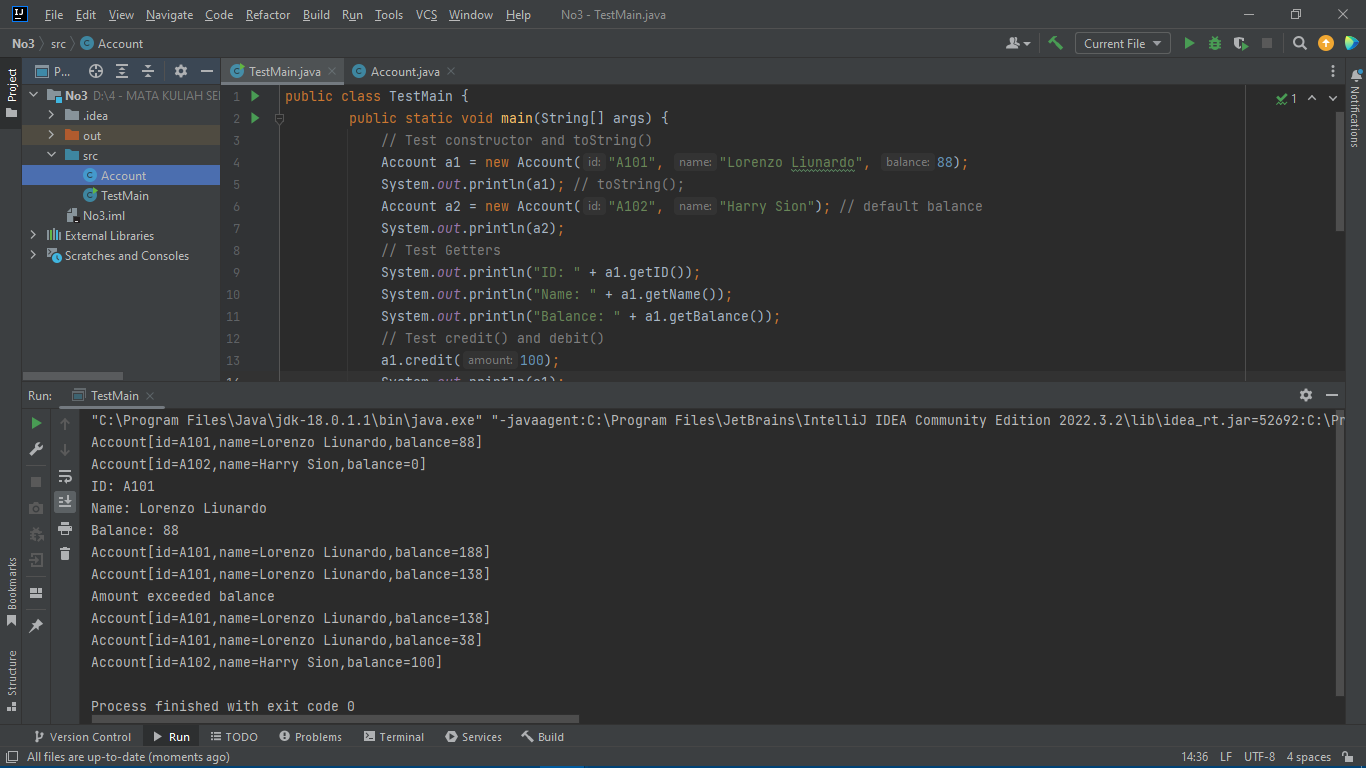 File Edit View Navigate Code Refactor Build Run Tools VCS Window Help No3 - TestMain.java
No3 src Account
Current File
Project
P...
TestMain.java
Account.java
No3 D:\4 - MATA KULIAH SE
.idea
out
src
Account
TestMain
No3.iml
External Libraries
Scratches and Consoles
1 public class TestMain {
2 public static void main(String[] args) {
3 // Test constructor and toString()
4 Account a1 = new Account( id: "A101", name: "Lorenzo Liunardo", balance: 88);
5 System.out.println(a1); // toString();
6 Account a2 = new Account( id: "A102", name: "Harry Sion"); // default balance
7 System.out.println(a2);
8 // Test Getters
9 System.out.println("ID: " + a1.getID());
10 System.out.println("Name: " + a1.getName());
11 System.out.println("Balance: " + a1.getBalance());
12 // Test credit() and debit()
13 a1.credit( amount: 100);
14 System.out.println(a1);
1
Notifications
Run: TestMain
"C:\Program Files\Java\jdk-18.0.1.1\bin\java.exe" "-javaagent:C:\Program Files\JetBrains\IntelliJ IDEA Community Edition 2022.3.2\lib\idea_rt.jar=52692:C:\Pr
Account[id=A101,name=Lorenzo Liunardo,balance=88]
Account[id=A102,name=Harry Sion,balance=0]
ID: A101
Name: Lorenzo Liunardo
Balance: 88
Account[id=A101,name=Lorenzo Liunardo,balance=188]
Account[id=A101,name=Lorenzo Liunardo,balance=138]
Amount exceeded balance
Account[id=A101,name=Lorenzo Liunardo,balance=138]
Account[id=A101,name=Lorenzo Liunardo,balance=38]
Account[id=A102,name=Harry Sion,balance=100]
Process finished with exit code 0
Bookmarks
Structure
Version Control Run TODO Problems Terminal Services Build
All files are up-to-date (moments ago) 14:36 LF UTF-8 4 spaces